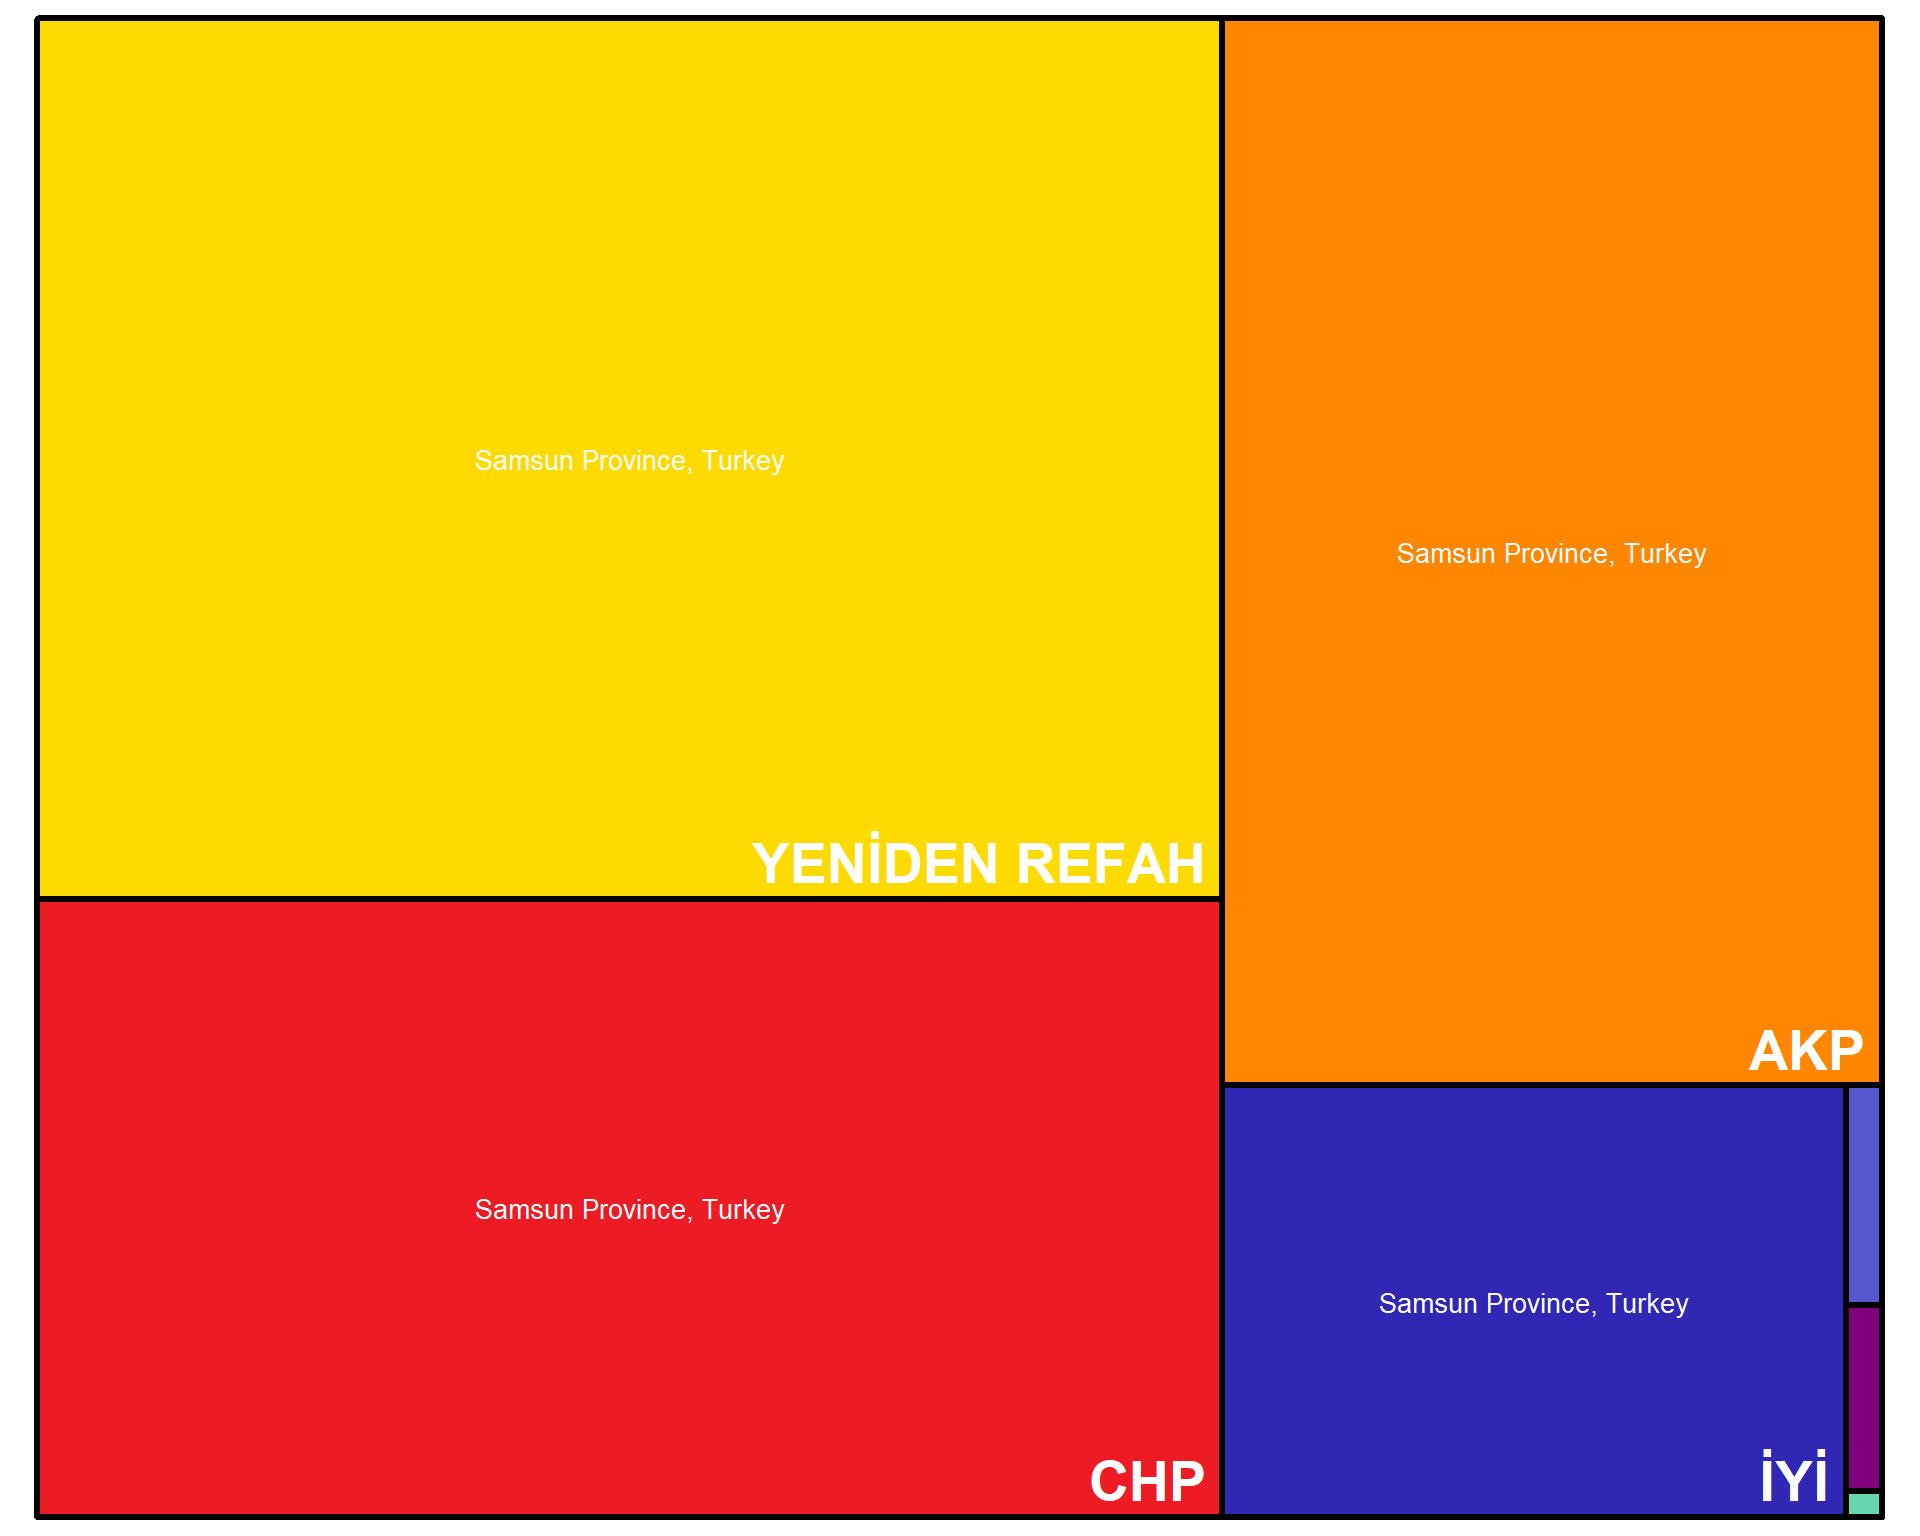 Samsun Province, Turkey
YENİDEN REFAH
Samsun Province, Turkey
AKP
Samsun Province, Turkey
CHP
Samsun Province, Turkey
İYİ